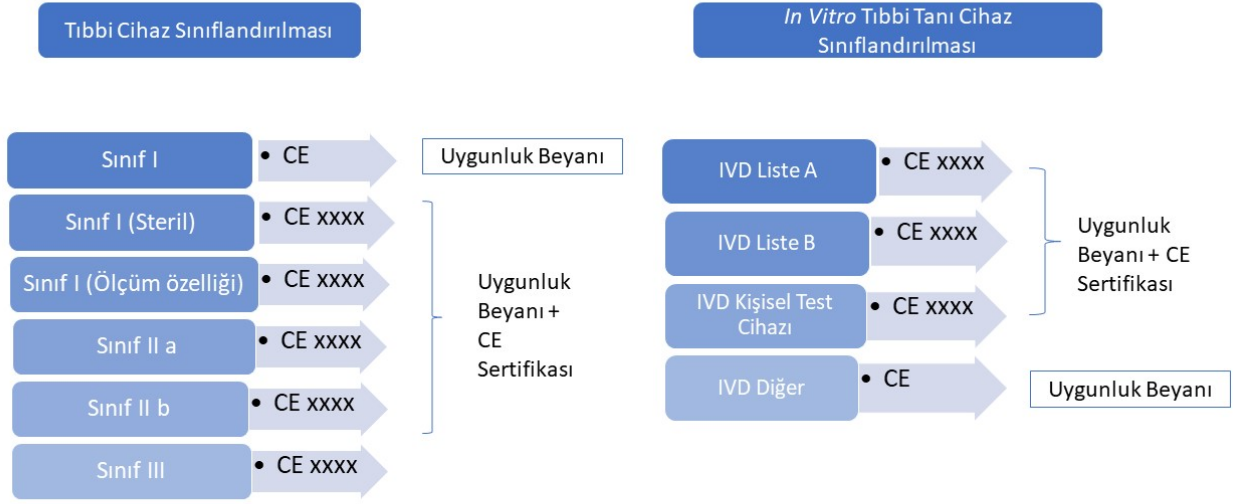 Tıbbi Cihaz Sınıflandırılması
Sınıf I
• CE
Uygunluk Beyanı
Sınıf I (Steril)
• CE xxxx
Sınıf I (Ölçüm özelliği)
• CE xxxx
Sınıf II a
• CE xxxx
Sınıf II b
• CE xxxx
Sınıf III
• CE xxxx
Uygunluk
Beyanı +
CE
Sertifikası
In Vitro Tıbbi Tanı Cihaz
Sınıflandırılması
IVD Liste A
• CE xxxx
IVD Liste B
• CE xxxx
IVD Kişisel Test
Cihazı
• CE xxxx
Uygunluk
Beyanı + CE
Sertifikası
IVD Diğer
• CE
Uygunluk Beyanı